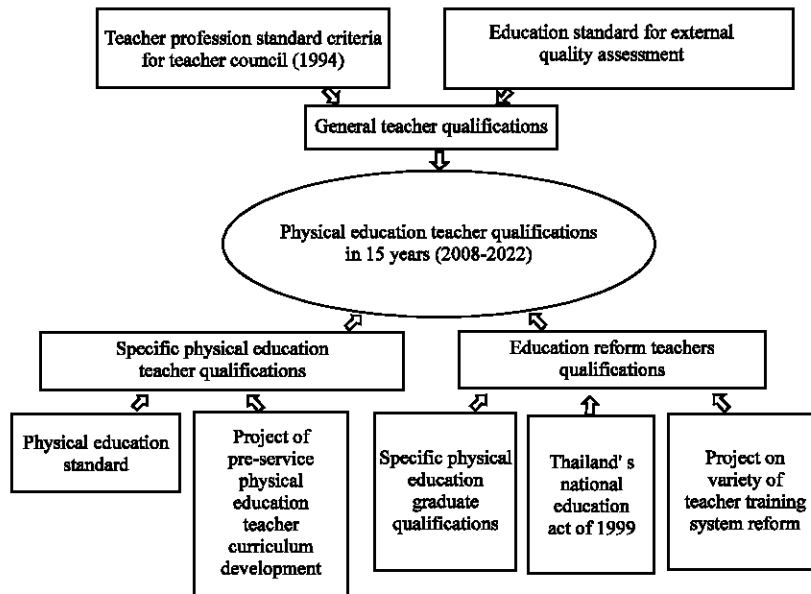 Teacher profession standard criteria
for teacher council (1994)
Education standard for external
quality assessment
General teacher qualifications
Physical education teacher qualifications
in 15 years (2008-2022)
Specific physical education
teacher qualifications
Education reform teachers
qualifications
Physical education
standard
Project of
pre-service
physical
education
teacher
curriculum
development
Specific physical
education
graduate
qualifications
Thailand' s
national
education
act of 1999
Project on
variety of
teacher training
system reform